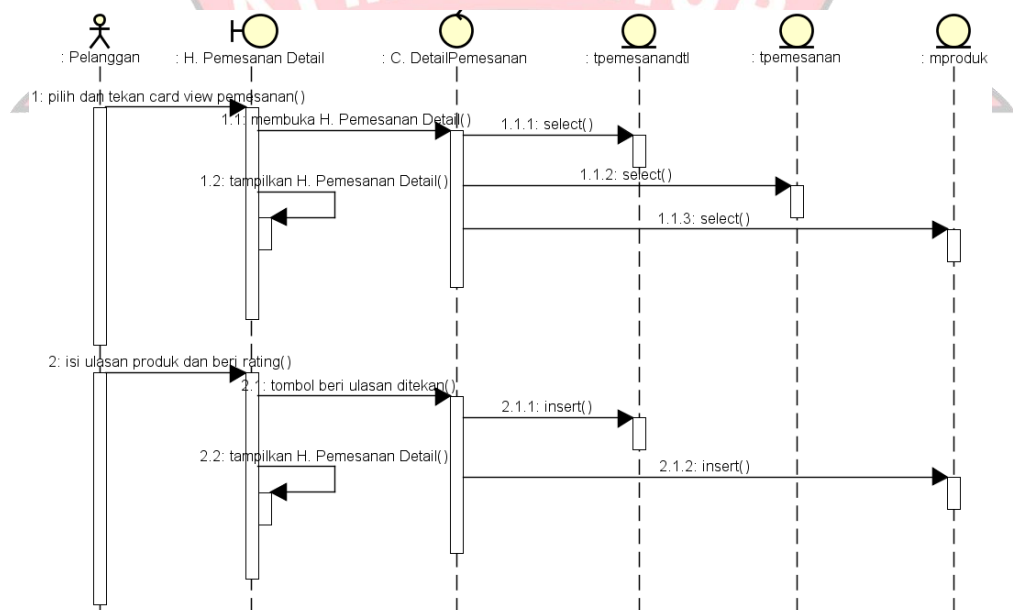 : Pelanggan
: H. Pemesanan Detail
: C. DetailPemesanan
: tpemesanandtl
: tpemesanan
: mproduk
1: pilih dan tekan card view pemesanan()
1.1: membuka H. Pemesanan Detail()
1.1.1: select()
1.2: tampilkan H. Pemesanan Detail()
1.1.2: select()
1.1.3: select()
2: isi ulasan produk dan beri rating()
2.1: tombol beri ulasan ditekan()
2.1.1: insert()
2.2: tampilkan H. Pemesanan Detail()
2.1.2: insert()